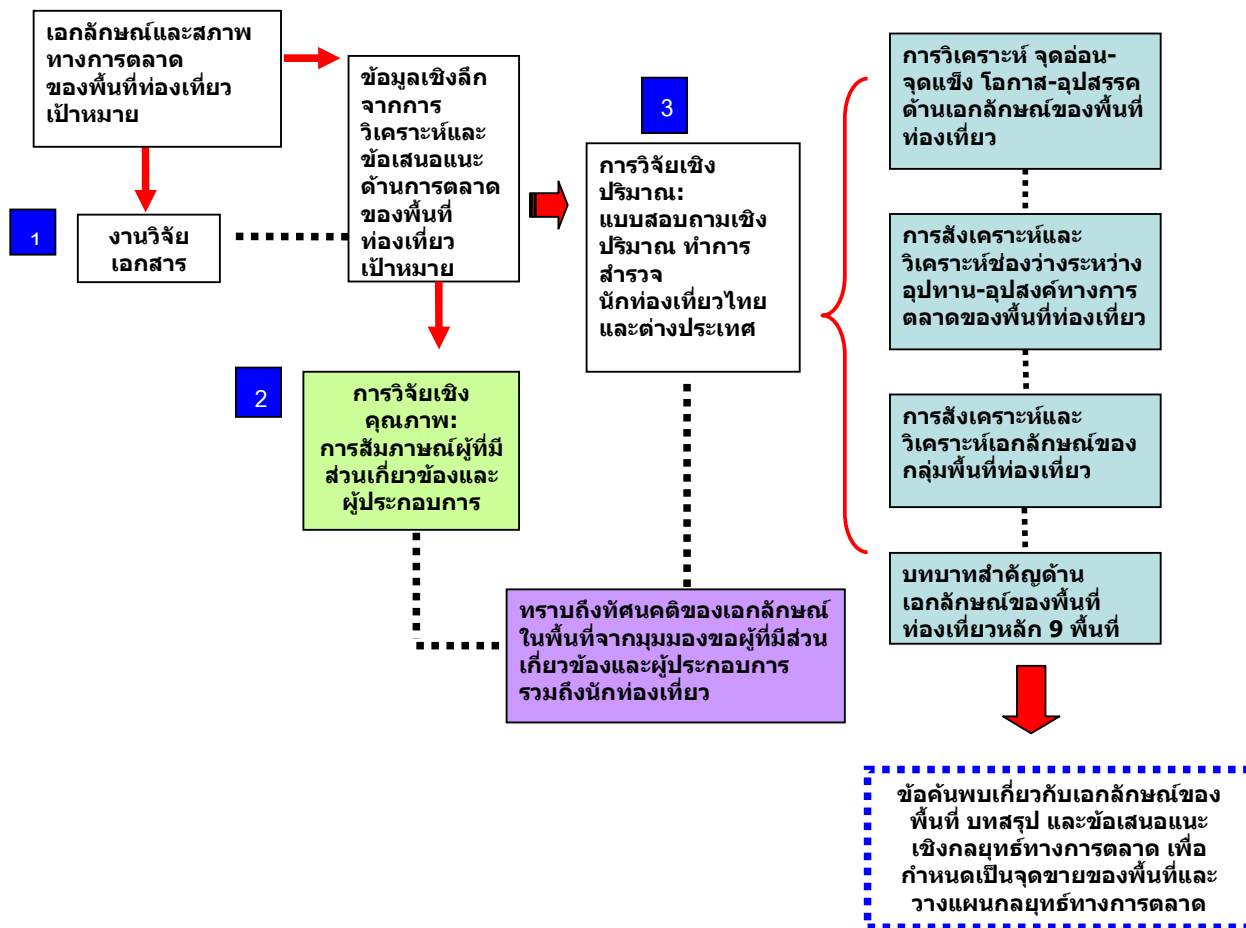 เอกลักษณ์และสภาพ
ทางการตลาด
ของพื้นที่ท่องเที่ยว
เป้าหมาย
1
งานวิจัย
เอกสาร
ข้อมูลเชิงลึก
จากการ
วิเคราะห์และ
ข้อเสนอแนะ
ด้านการตลาด
ของพื้นที่
ท่องเที่ยว
เป้าหมาย
2
การวิจัยเชิง
คุณภาพ:
การสัมภาษณ์ผู้ที่มี
ส่วนเกี่ยวข้องและ
ผู้ประกอบการ
3
การวิจัยเชิง
ปริมาณ:
แบบสอบถามเชิง
ปริมาณ ทำการ
สำรวจ
นักท่องเที่ยวไทย
และต่างประเทศ
ทราบถึงทัศนคติของเอกลักษณ์
ในพื้นที่จากมุมมองขอผู้ที่มีส่วน
เกี่ยวข้องและผู้ประกอบการ
รวมถึงนักท่องเที่ยว
การวิเคราะห์ จุดอ่อน-
จุดแข็ง โอกาส-อุปสรรค
ด้านเอกลักษณ์ของพื้นที่
ท่องเที่ยว
การสังเคราะห์และ
วิเคราะห์ช่องว่างระหว่าง
อุปทาน-อุปสงค์ทางการ
ตลาดของพื้นที่ท่องเที่ยว
การสังเคราะห์และ
วิเคราะห์เอกลักษณ์ของ
กลุ่มพื้นที่ท่องเที่ยว
บทบาทสำคัญด้าน
เอกลักษณ์ของพื้นที่
ท่องเที่ยวหลัก 9 พื้นที่
ข้อค้นพบเกี่ยวกับเอกลักษณ์ของ
พื้นที่ บทสรุป และข้อเสนอแนะ
เชิงกลยุทธ์ทางการตลาด เพื่อ
กำหนดเป็นจุดขายของพื้นที่และ
วางแผนกลยุทธ์ทางการตลาด